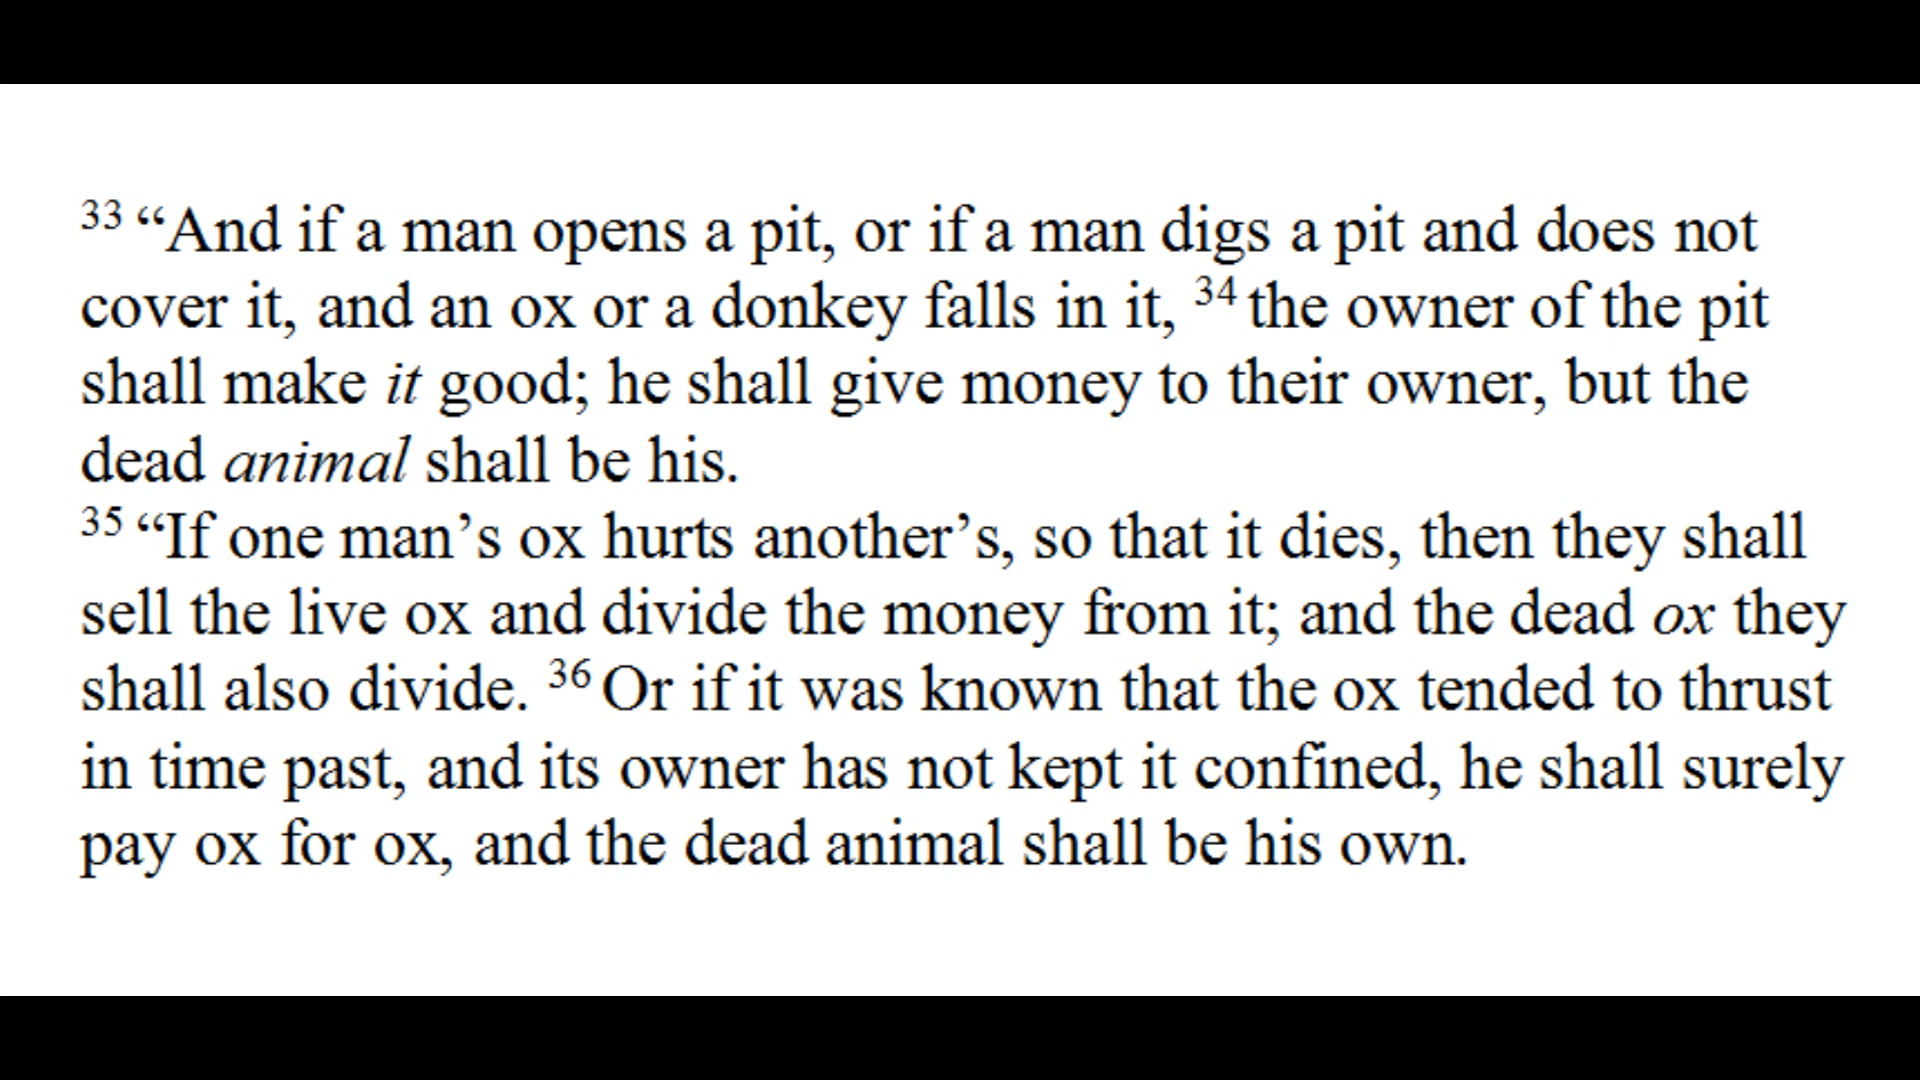 33 “And if a man opens a pit, or if a man digs a pit and does not
cover it, and an ox or a donkey falls in it, 34 the owner of the pit
shall make it good; he shall give money to their owner, but the
dead animal shall be his.
35 “If one man’s ox hurts another’s, so that it dies, then they shall
sell the live ox and divide the money from it; and the dead ox they
shall also divide. 36 Or if it was known that the ox tended to thrust
in time past, and its owner has not kept it confined, he shall surely
pay ox for ox, and the dead animal shall be his own.